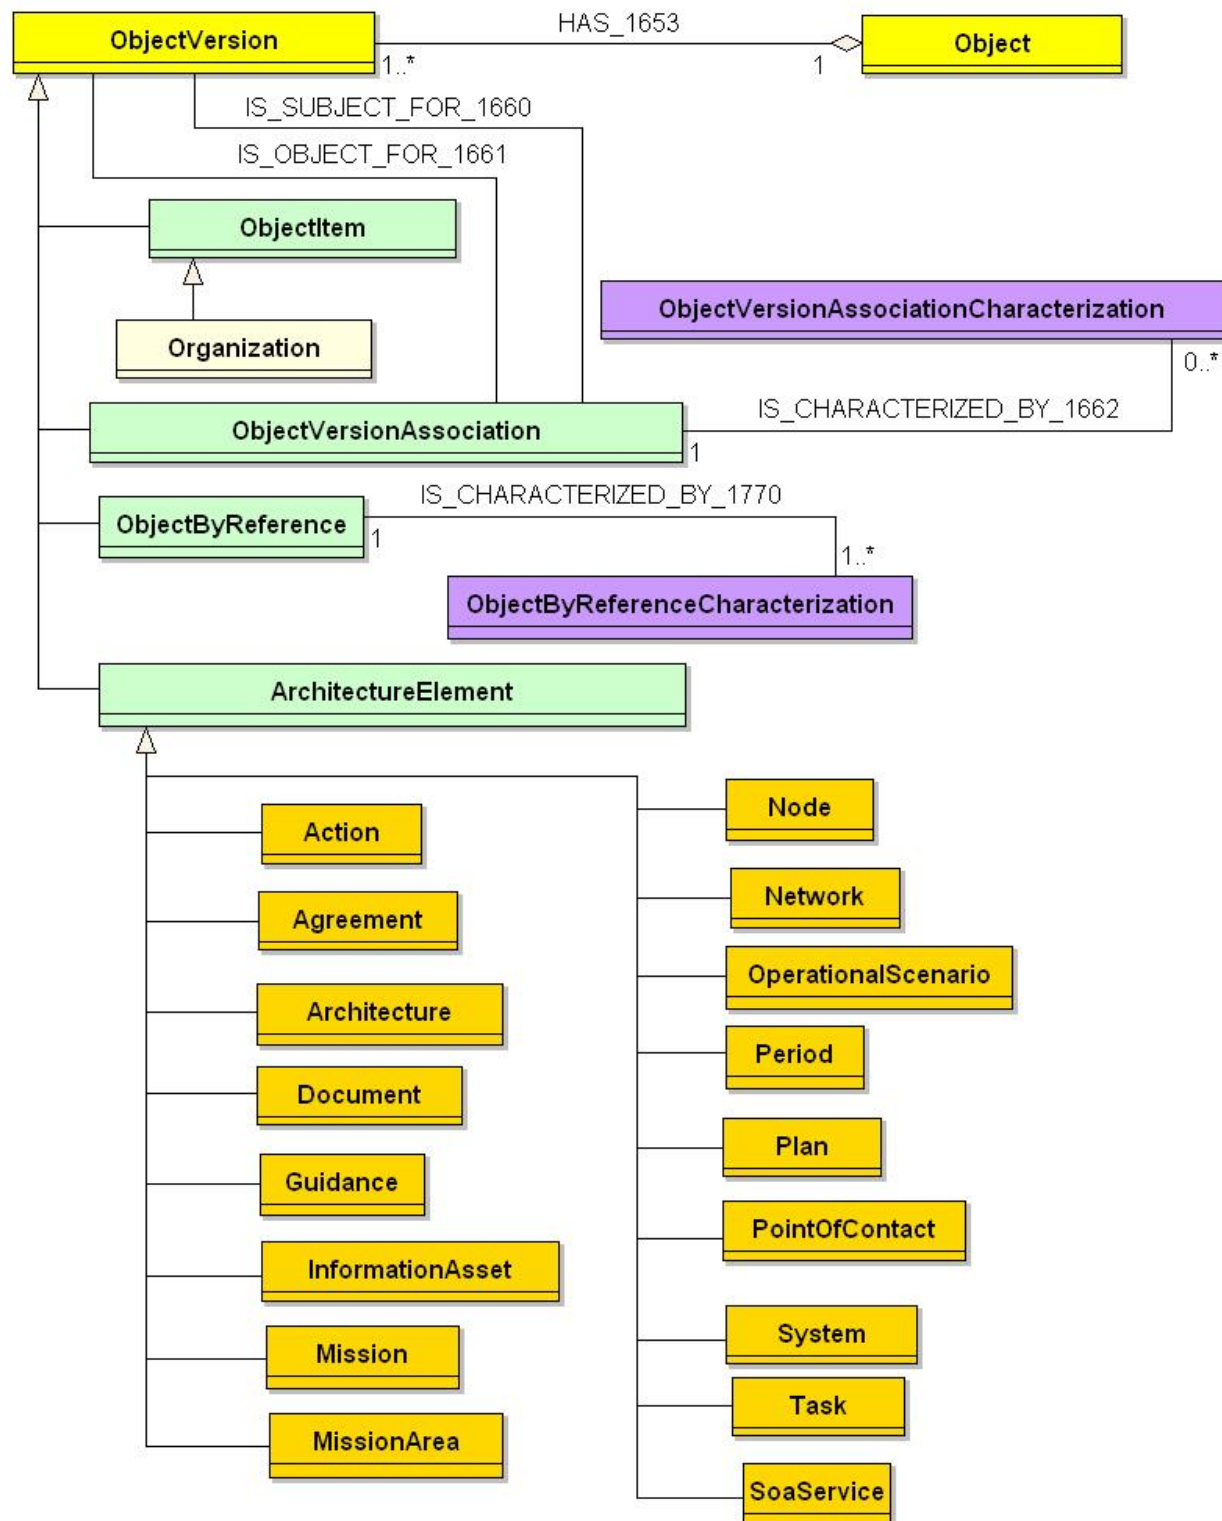 ObjectVersion
HAS_1653
Object
1..*
1
IS_SUBJECT_FOR_1660
IS_OBJECT_FOR_1661
ObjectItem
Organization
ObjectVersionAssociationCharacterization
0..*
IS_CHARACTERIZED_BY_1662
ObjectVersionAssociation
1
IS_CHARACTERIZED_BY_1770
ObjectByReference
1
1..*
ObjectByReferenceCharacterization
ArchitectureElement
Action
Agreement
Architecture
Document
Guidance
InformationAsset
Mission
MissionArea
Node
Network
OperationalScenario
Period
Plan
PointOfContact
System
Task
SoaService